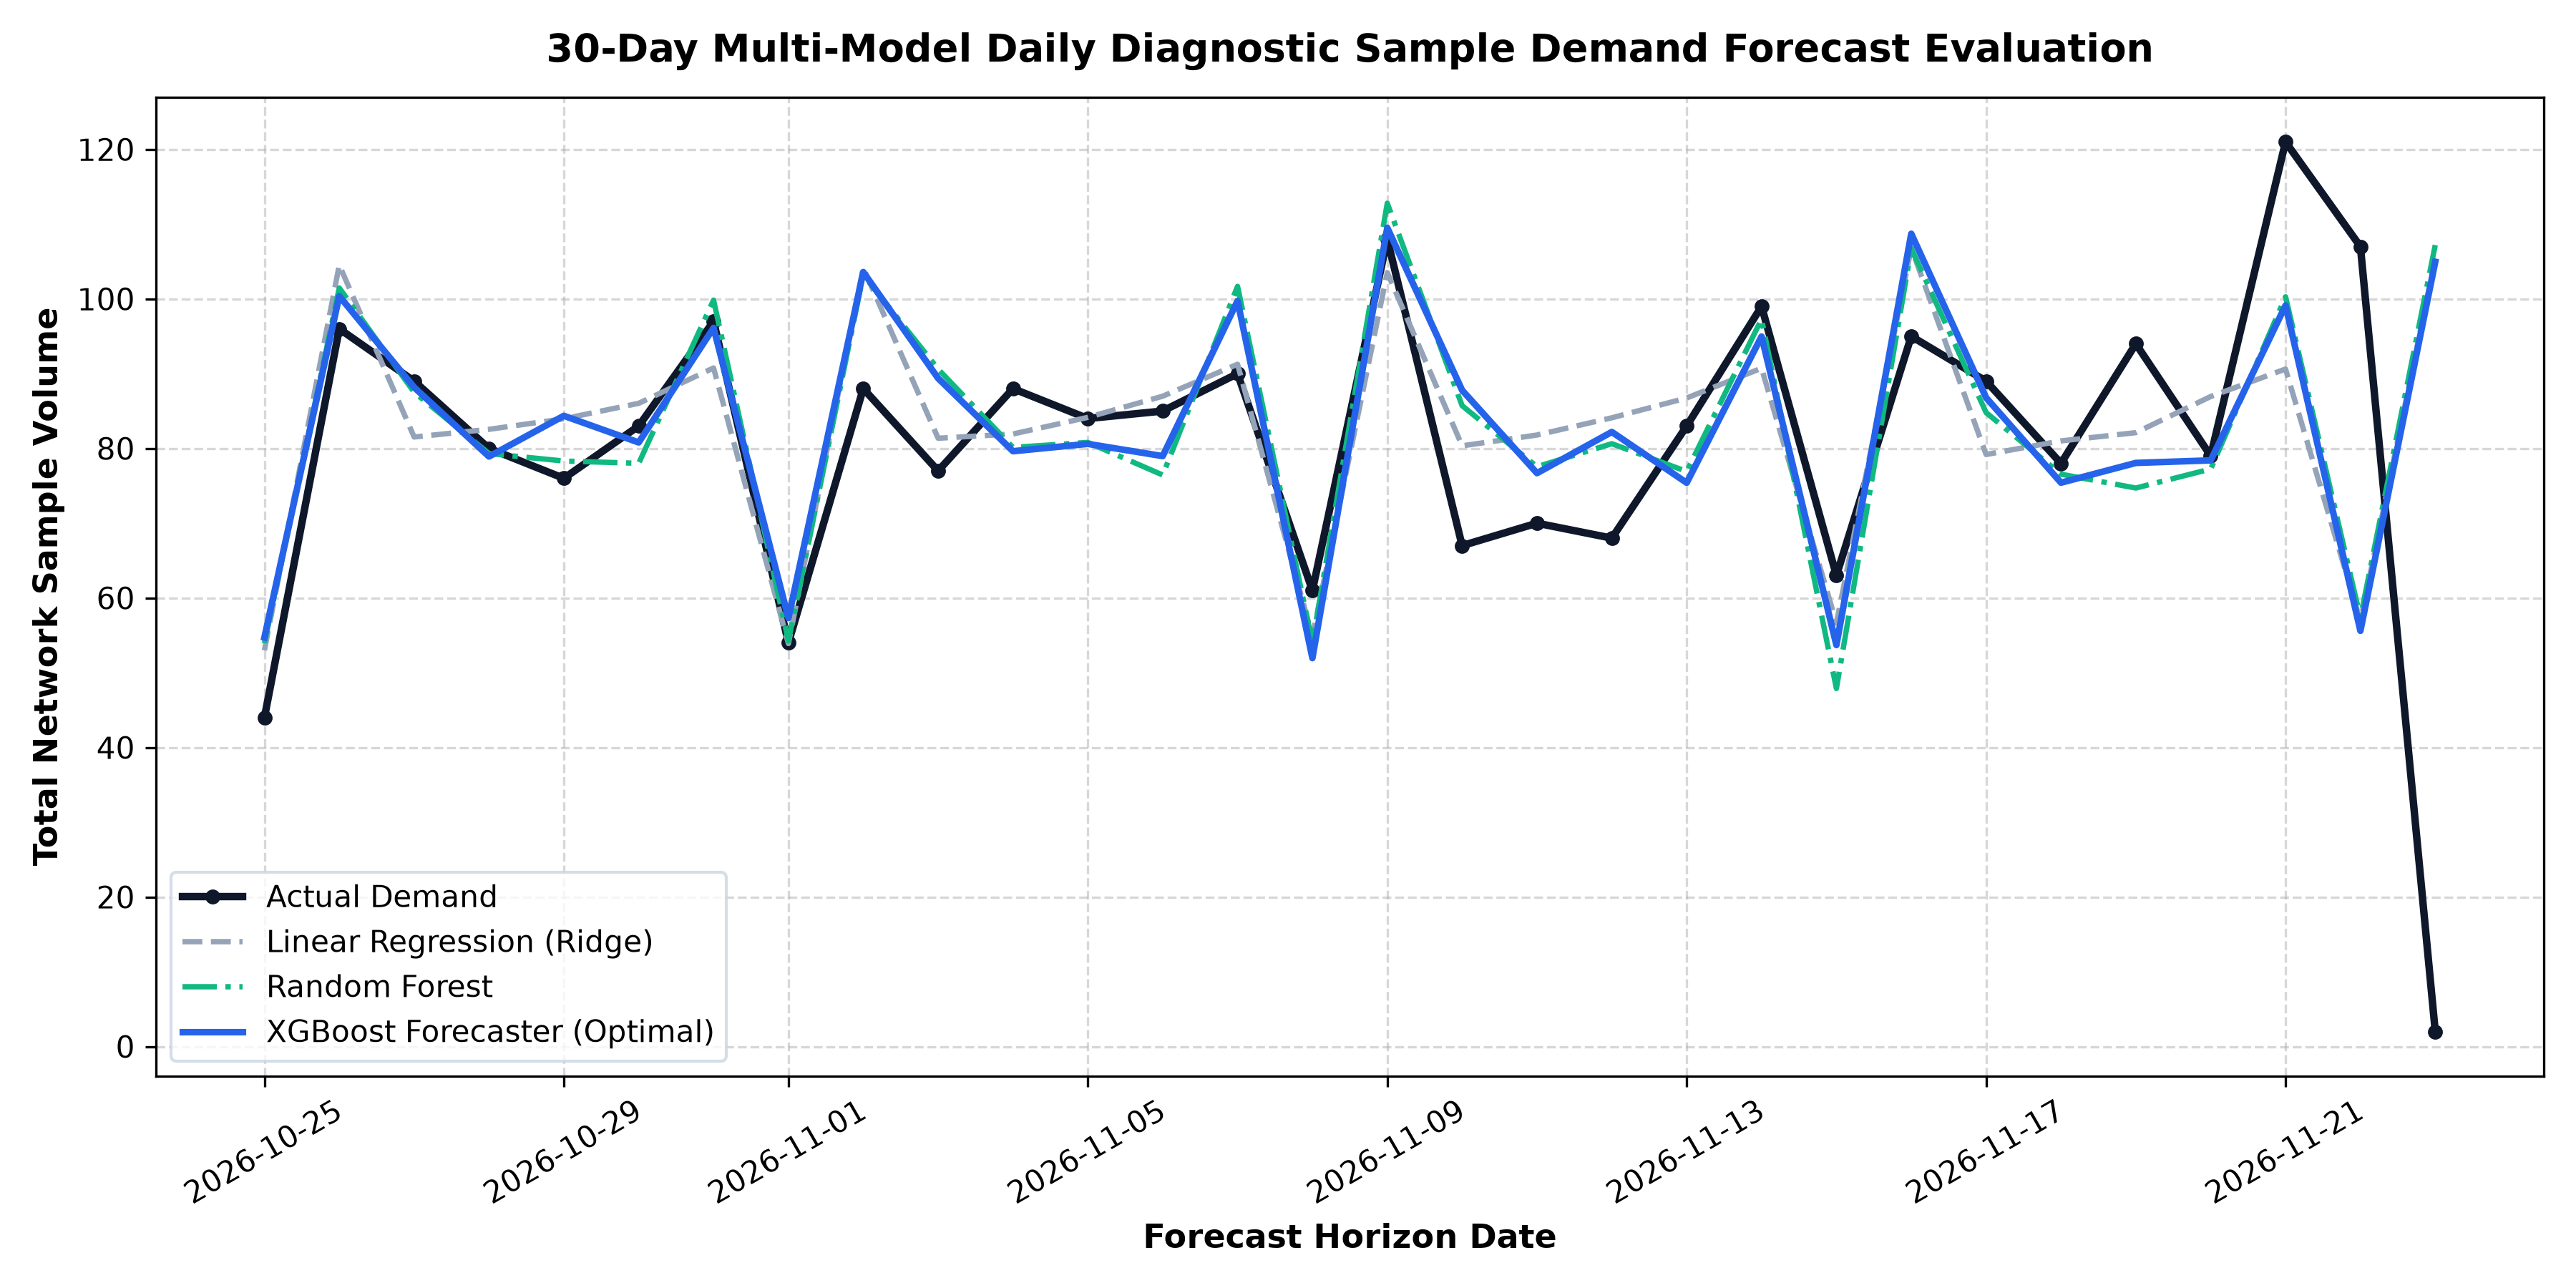 30-Day Multi-Model Daily Diagnostic Sample Demand Forecast Evaluation
Total Network Sample Volume
120
100
80
60
40
20
0
Actual Demand
Linear Regression (Ridge)
Random Forest
XGBoost Forecaster (Optimal)
2026-10-25
2026-10-29
2026-11-01
2026-11-05
2026-11-09
2026-11-13
2026-11-17
2026-11-21
Forecast Horizon Date